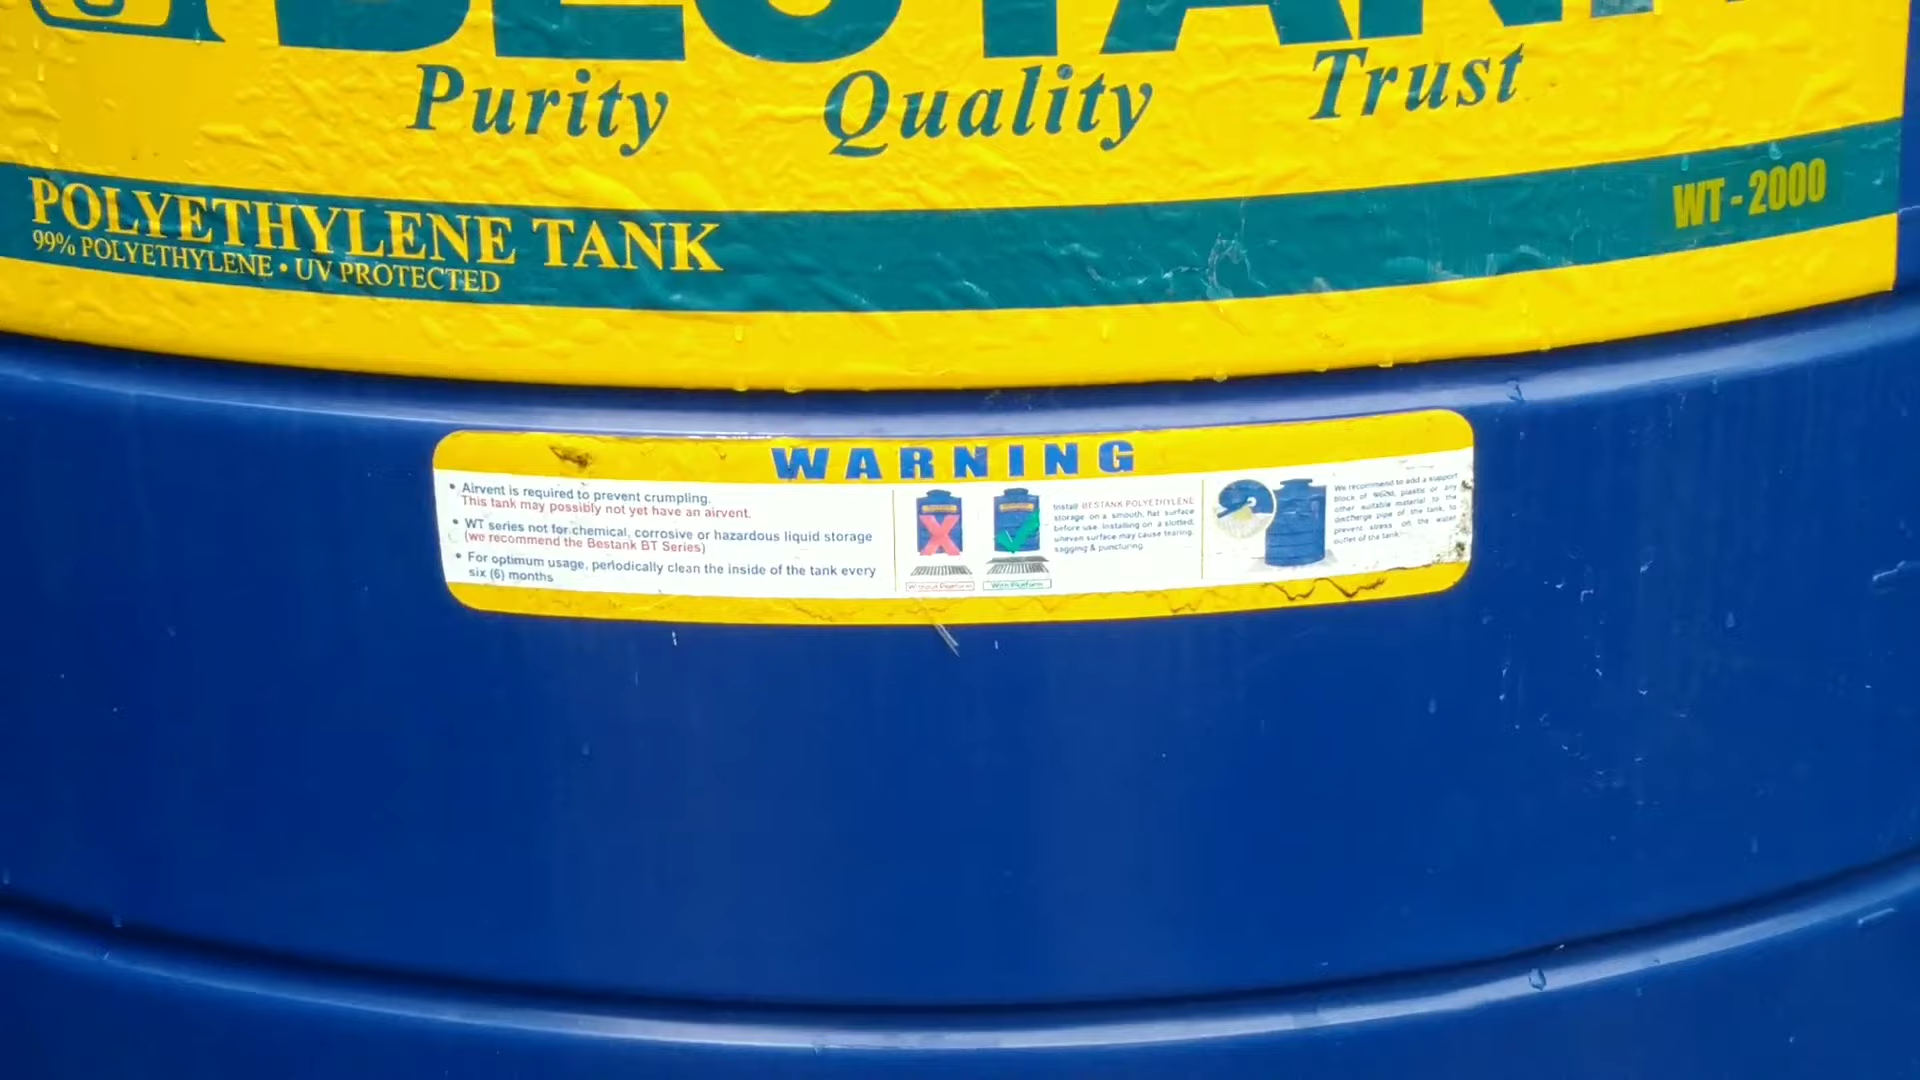 BESTANK
Purity Quality Trust
POLYETHYLENE TANK
99% POLYETHYLENE • UV PROTECTED
WT - 2000
WARNING
• Airvent is required to prevent crumpling.
This tank may possibly not yet have an airvent.
• WT series not for chemical, corrosive or hazardous liquid storage
(we recommend the Bestank BT Series)
• For optimum usage, periodically clean the inside of the tank every
six (6) months
Without Platform
With Platform
Install BESTANK POLYETHYLENE
storage on a smooth, flat surface
before use. Installing on a slotted,
uneven surface may cause tearing,
sagging & puncturing.
We recommend to add a support
block of wood, plastic or any
other suitable material to the
discharge pipe of the tank, to
prevent stress on the water
outlet of the tank.